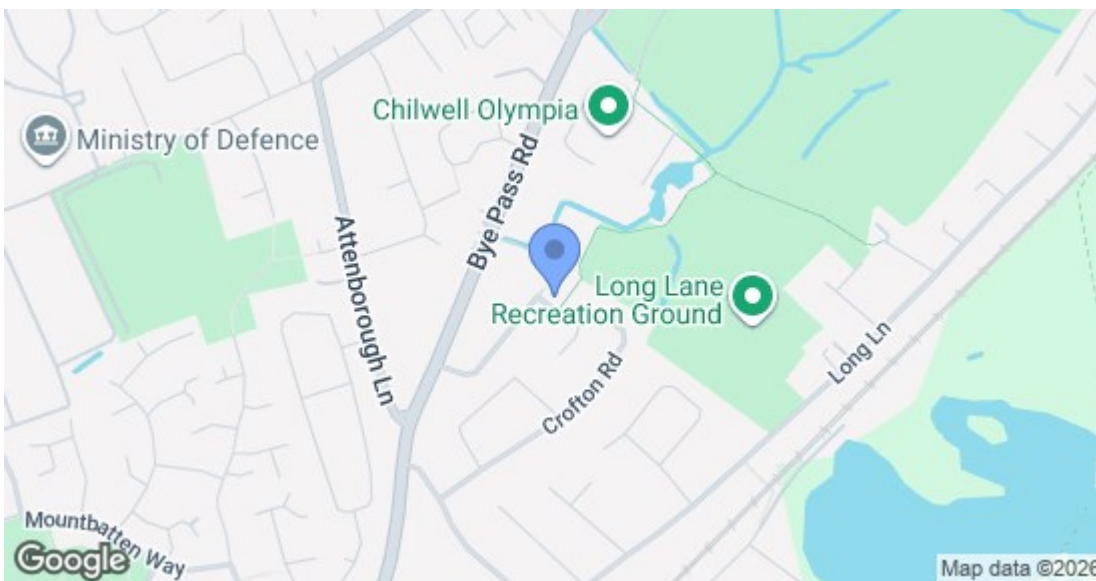 Chilwell Olympia
Ministry of Defence
Bye Pass Rd
Attenborough Ln
Long Lane
Recreation Ground
Long Ln
Crofton Rd
Mountbatten Way
Google
Map data ©2026